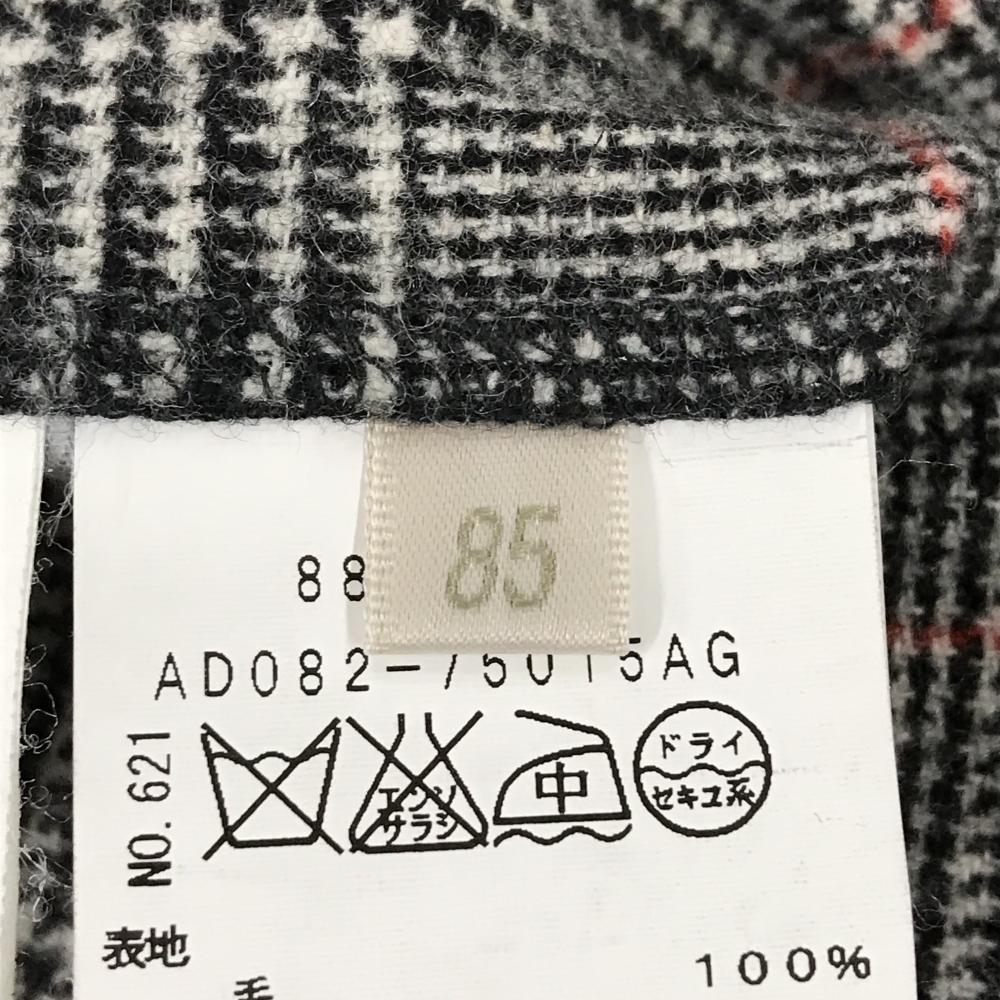 85
88
AD082-75015AG
NO.621
エンソ
サラシ
中
ドライ
セキユ系
表地
100%
毛